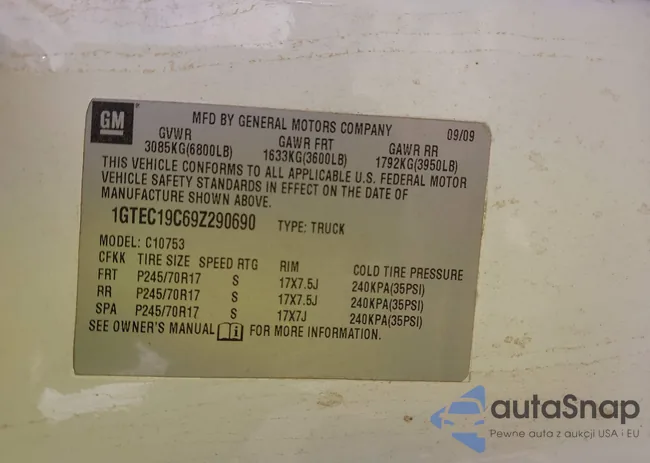 GM
MFD BY GENERAL MOTORS COMPANY 09/09
GVWR GAWR FRT GAWR RR
3085KG(6800LB) 1633KG(3600LB) 1792KG(3950LB)
THIS VEHICLE CONFORMS TO ALL APPLICABLE U.S. FEDERAL MOTOR
VEHICLE SAFETY STANDARDS IN EFFECT ON THE DATE OF
MANUFACTURE SHOWN ABOVE.
1GTEC19C69Z290690 TYPE: TRUCK
MODEL: C10753
CFKK TIRE SIZE SPEED RTG RIM COLD TIRE PRESSURE
FRT P245/70R17 S 17X7.5J 240KPA(35PSI)
RR P245/70R17 S 17X7.5J 240KPA(35PSI)
SPA P245/70R17 S 17X7J 240KPA(35PSI)
SEE OWNER'S MANUAL FOR MORE INFORMATION.
autaSnap
Pewne auta z aukcji USA i EU